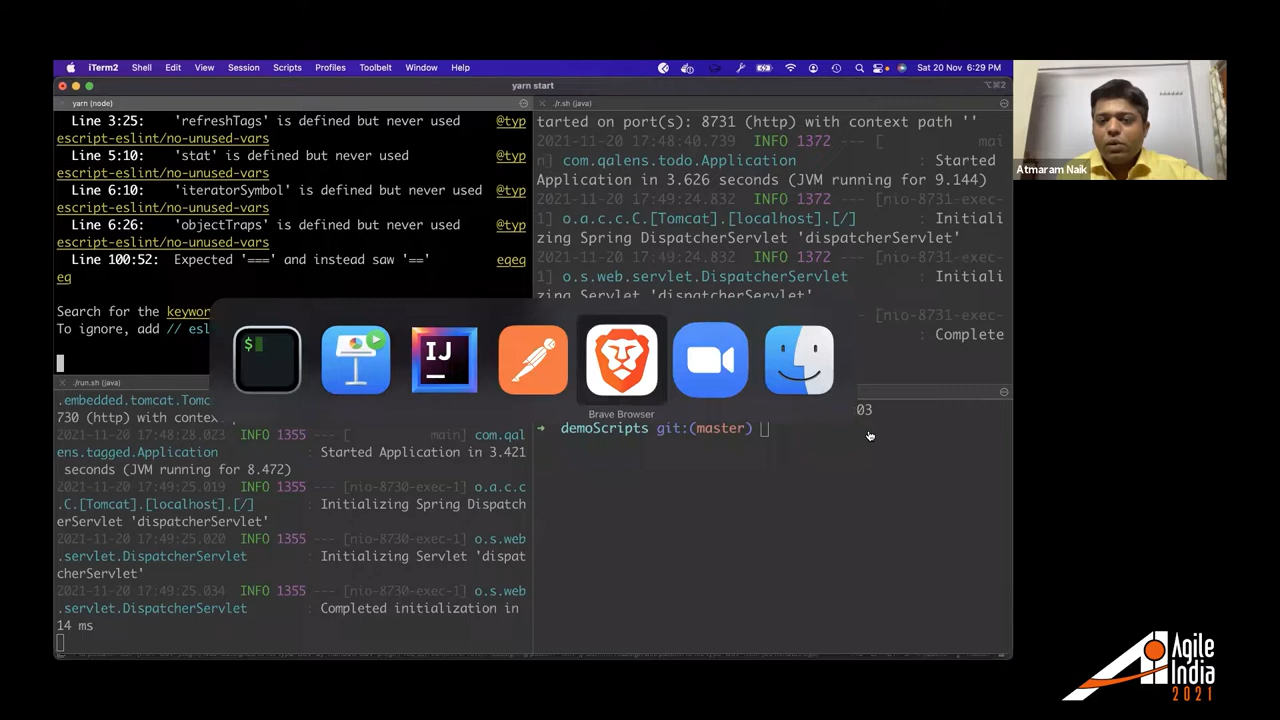 iTerm2 Shell Edit View Session Scripts Profiles Toolbelt Window Help Sat 20 Nov 6:29 PM
yarn start ⌥⌘2
yarn (node)
Line 3:25: 'refreshTags' is defined but never used @typ
escript-eslint/no-unused-vars
Line 5:10: 'stat' is defined but never used @typ
escript-eslint/no-unused-vars
Line 6:10: 'iteratorSymbol' is defined but never used @typ
escript-eslint/no-unused-vars
Line 6:26: 'objectTraps' is defined but never used @typ
escript-eslint/no-unused-vars
Line 100:52: Expected '===' and instead saw '==' eqeq
eq
Search for the keywor
To ignore, add // esl
./r.sh (java)
tarted on port(s): 8731 (http) with context path ''
2021-11-20 17:48:40.739 INFO 1372 --- [ mai
n] com.qalens.todo.Application : Started
Application in 3.626 seconds (JVM running for 9.144)
2021-11-20 17:49:24.832 INFO 1372 --- [nio-8731-exec-
1] o.a.c.c.C.[Tomcat].[localhost].[/] : Initiali
zing Spring DispatcherServlet 'dispatcherServlet'
2021-11-20 17:49:24.832 INFO 1372 --- [nio-8731-exec-
1] o.s.web.servlet.DispatcherServlet : Initiali
zing Servlet 'dispatcherServlet'
- [nio-8731-exec-
: Complete
$
IJ
Brave Browser
./run.sh (java)
.embedded.tomcat.Tomc
730 (http) with contex
2021-11-20 17:48:28.023 INFO 1355 --- [ main] com.qal
ens.tagged.Application : Started Application in 3.421
seconds (JVM running for 8.472)
2021-11-20 17:49:25.019 INFO 1355 --- [nio-8730-exec-1] o.a.c.c
.C.[Tomcat].[localhost].[/] : Initializing Spring Dispatch
erServlet 'dispatcherServlet'
2021-11-20 17:49:25.020 INFO 1355 --- [nio-8730-exec-1] o.s.web
.servlet.DispatcherServlet : Initializing Servlet 'dispat
cherServlet'
2021-11-20 17:49:25.034 INFO 1355 --- [nio-8730-exec-1] o.s.web
.servlet.DispatcherServlet : Completed initialization in
14 ms
03
➜ demoScripts git:(master)
Atmaram Naik
Agile
India
2021